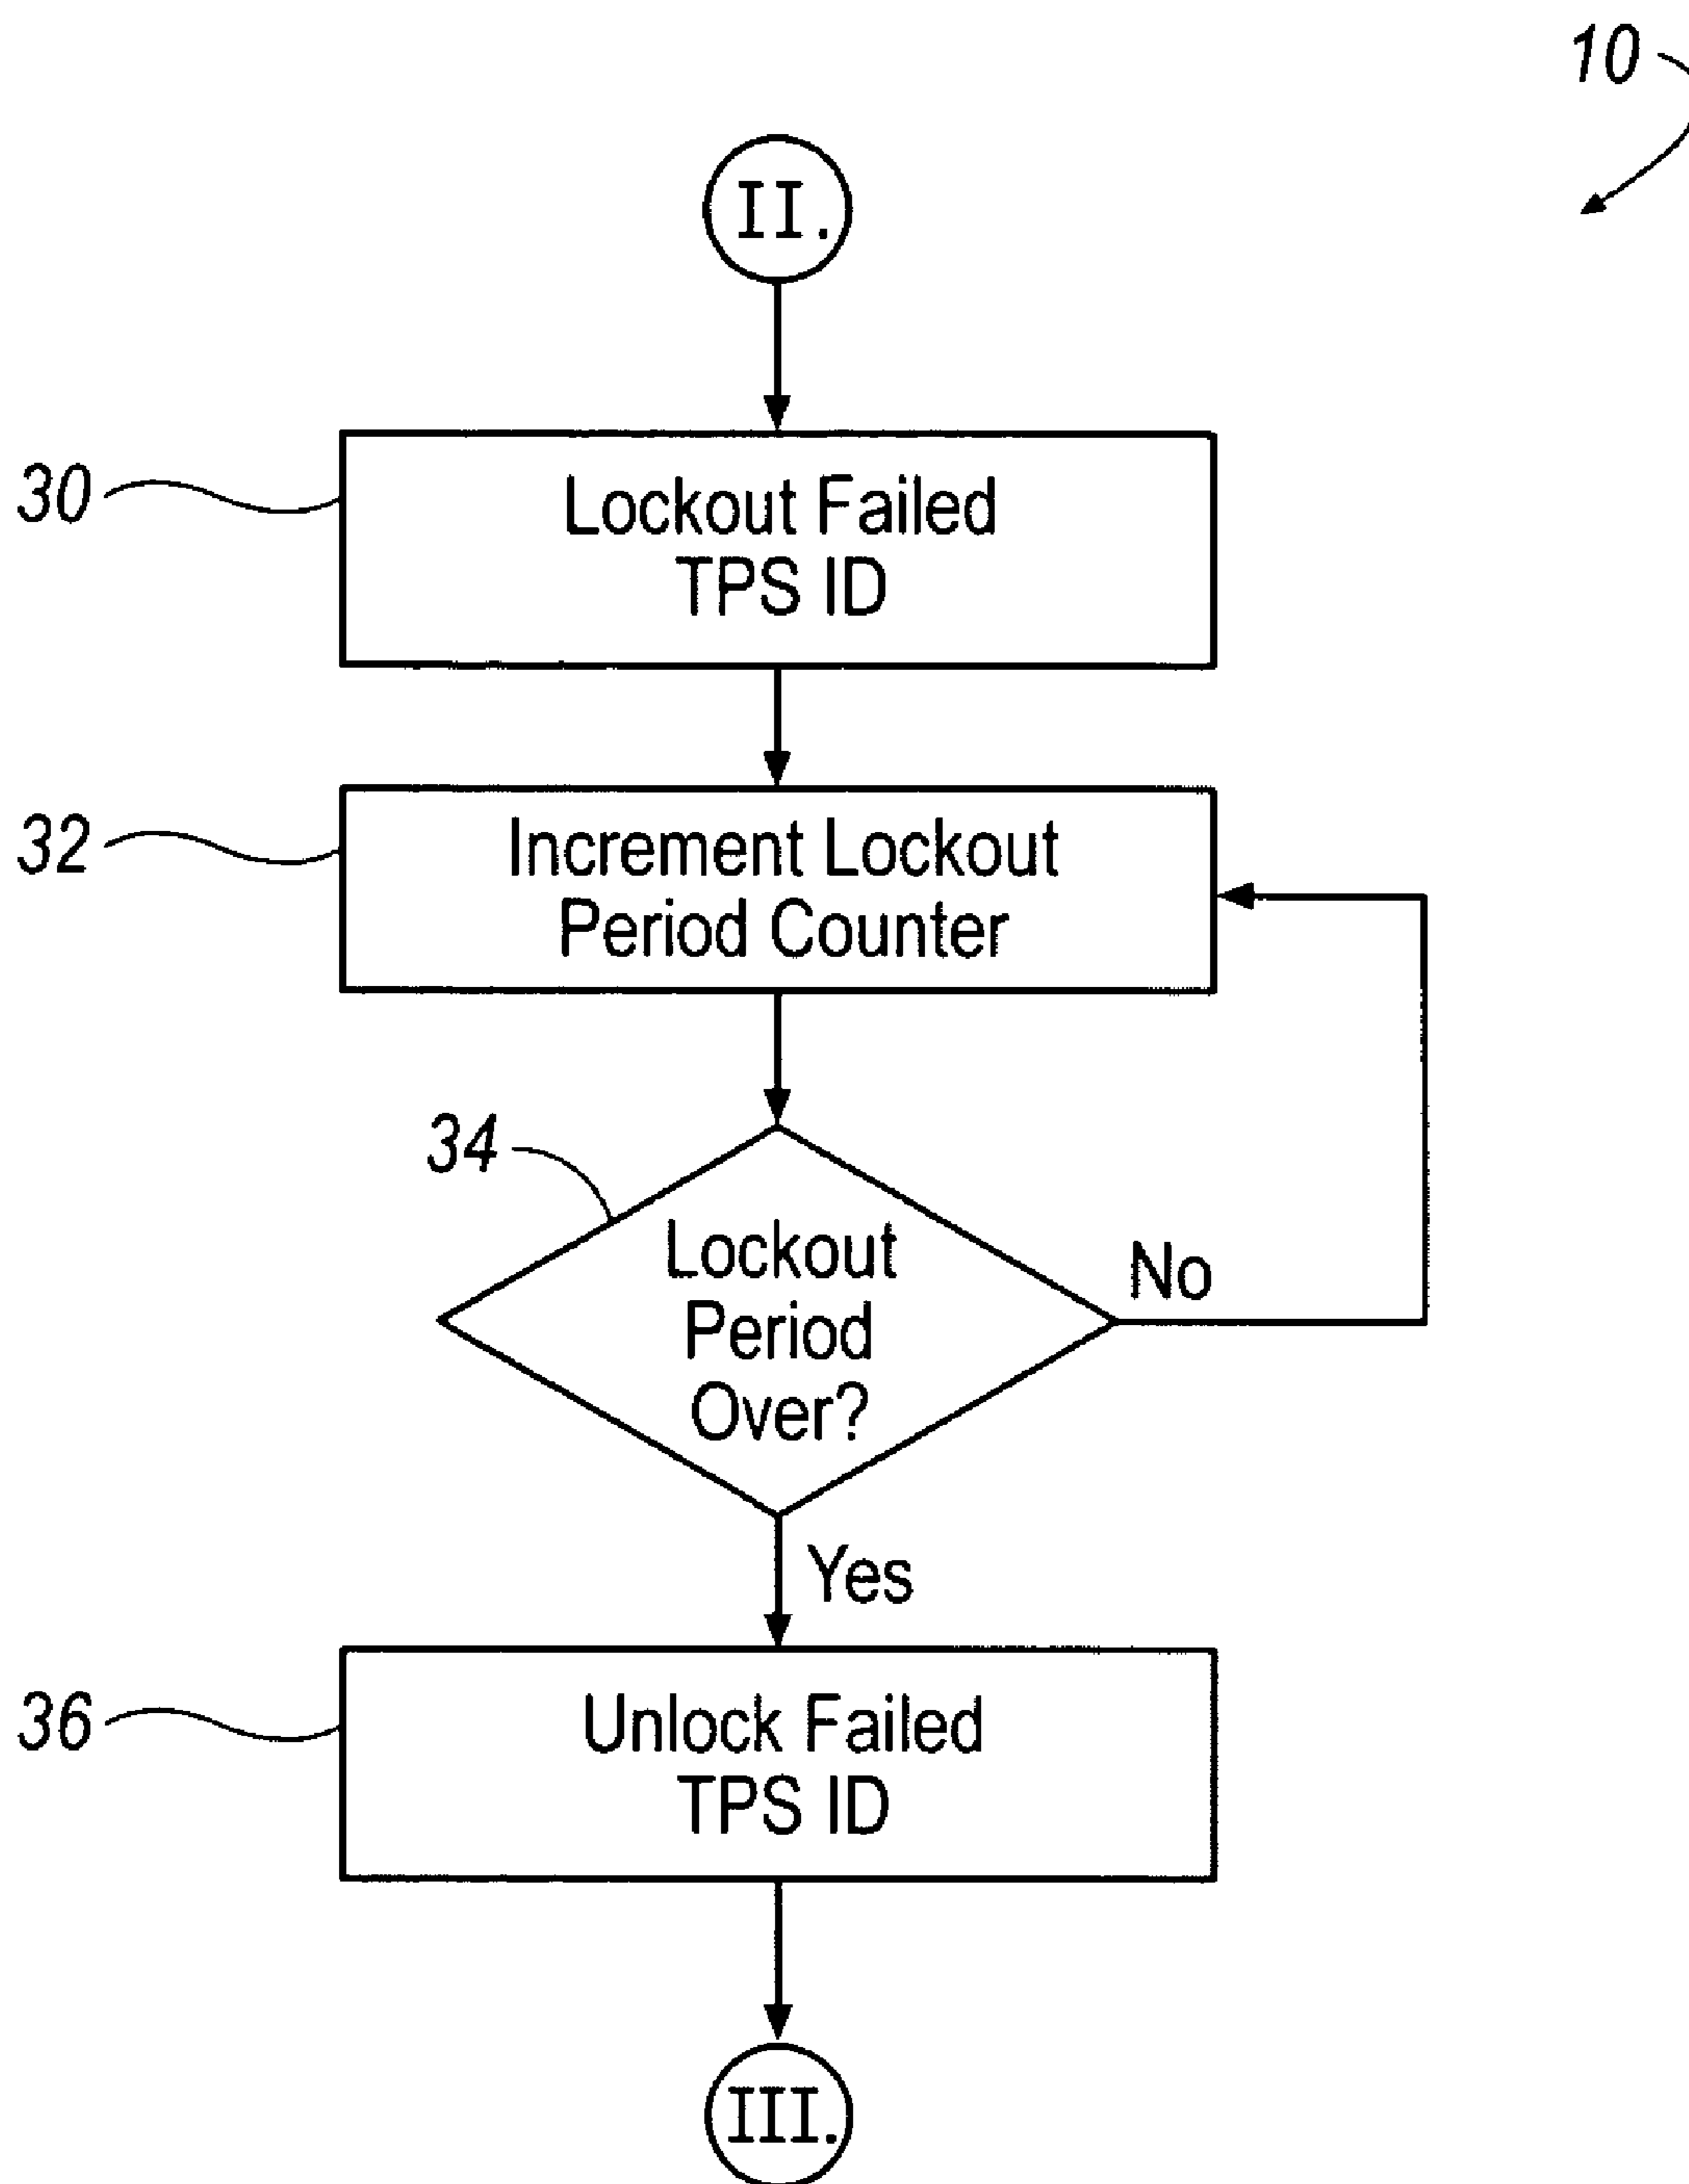 10
II.
30
Lockout Failed
TPS ID
32
Increment Lockout
Period Counter
34
Lockout
Period
Over?
No
Yes
36
Unlock Failed
TPS ID
III.